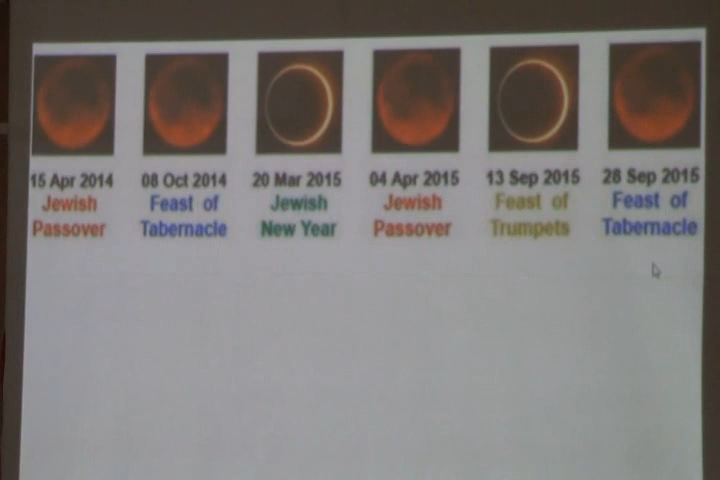 15 Apr 2014
Jewish
Passover
08 Oct 2014
Feast of
Tabernacle
20 Mar 2015
Jewish
New Year
04 Apr 2015
Jewish
Passover
13 Sep 2015
Feast of
Trumpets
28 Sep 2015
Feast of
Tabernacle